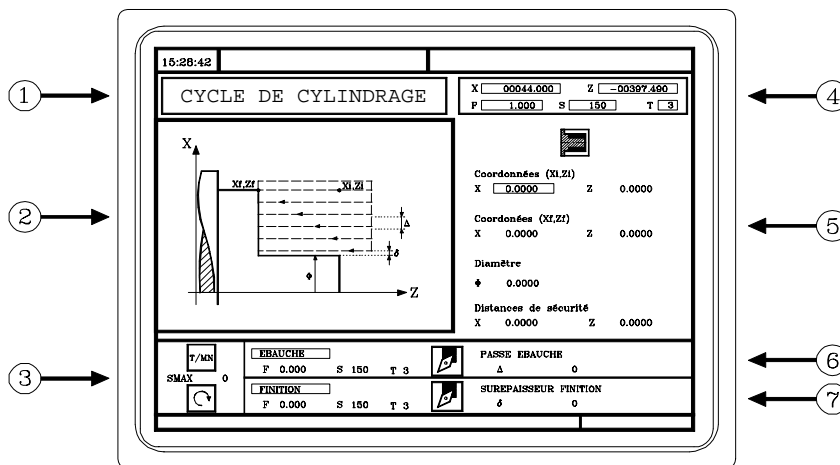 15:28:42
CYCLE DE CYLINDRAGE
X 00044.000 Z -00397.490
F 1.000 S 150 T 3
1
4
X
Xf,Zf
Xi,Zi
Δ
δ
Φ
Z
2
Coordonnées (Xi,Zi)
X 0.0000 Z 0.0000
Coordonées (Xf,Zf)
X 0.0000 Z 0.0000
5
Diamêtre
Φ 0.0000
Distances de sécurité
X 0.0000 Z 0.0000
T/MN
SMAX 0
3
EBAUCHE
F 0.000 S 150 T 3
PASSE EBAUCHE
Δ 0
6
FINITION
F 0.000 S 150 T 3
SUREPAISSEUR FINITION
δ 0
7